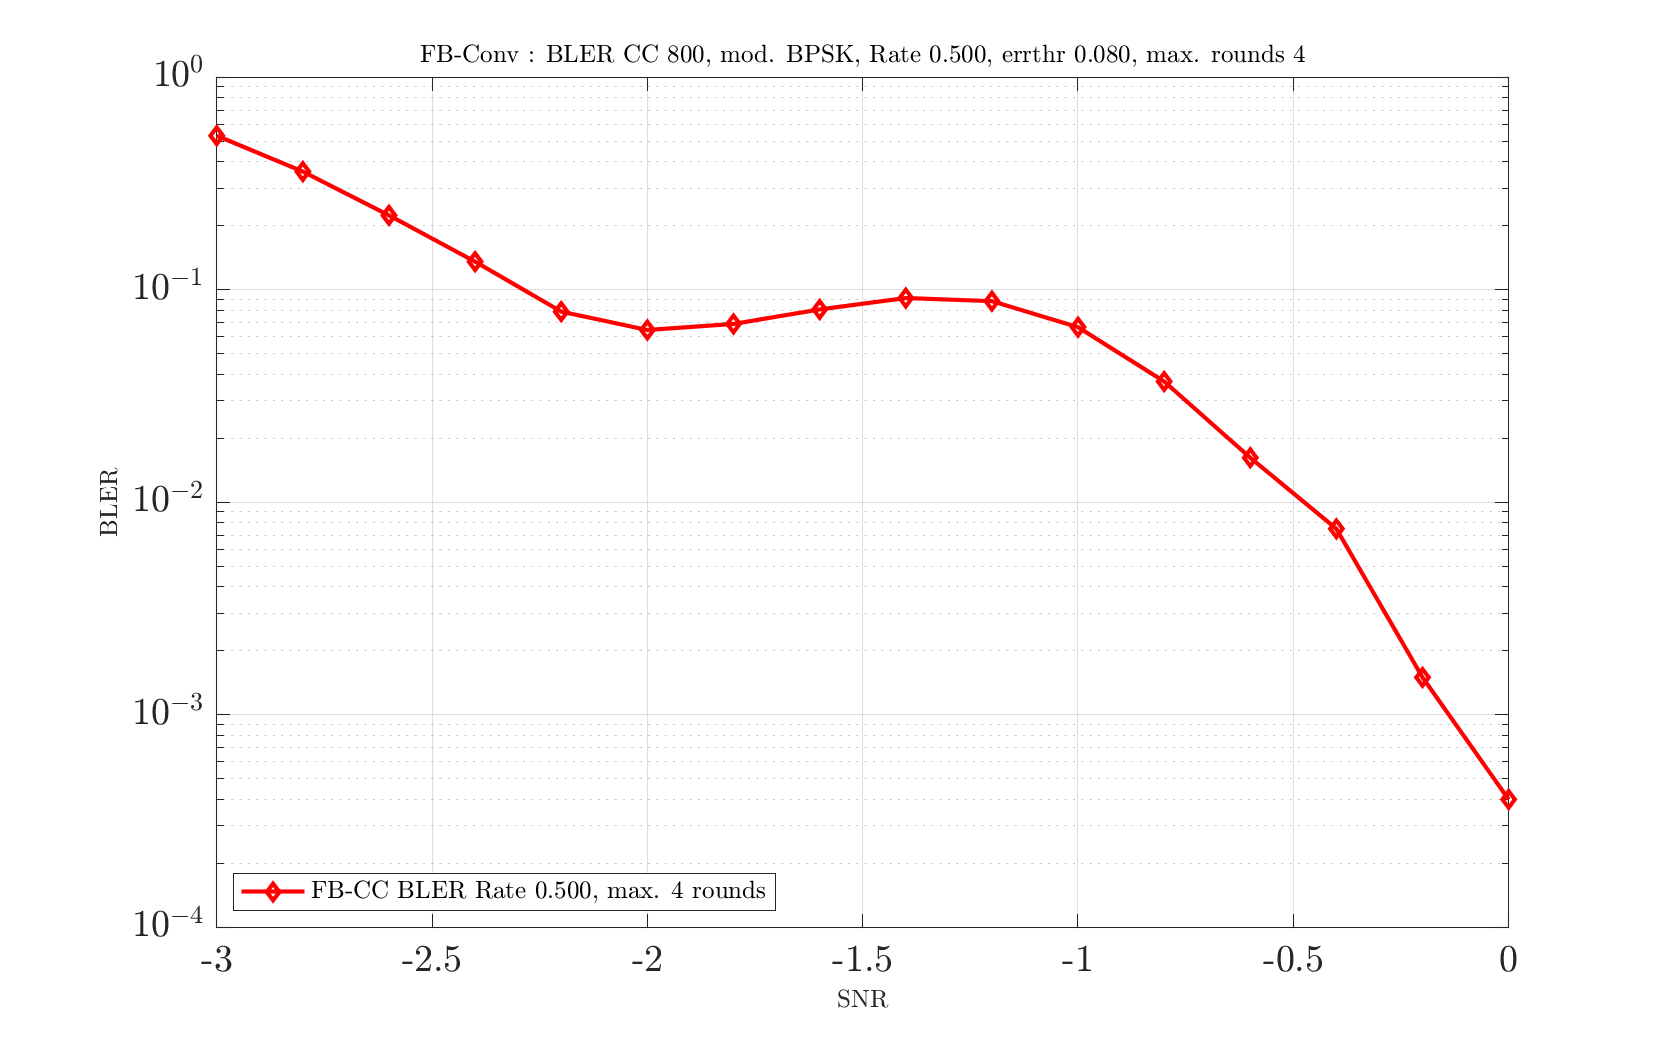 FB-Conv : BLER CC 800, mod. BPSK, Rate 0.500, errthr 0.080, max. rounds 4
10^0
10^{-1}
10^{-2}
10^{-3}
10^{-4}
BLER
FB-CC BLER Rate 0.500, max. 4 rounds
-3 -2.5 -2 -1.5 -1 -0.5 0
SNR